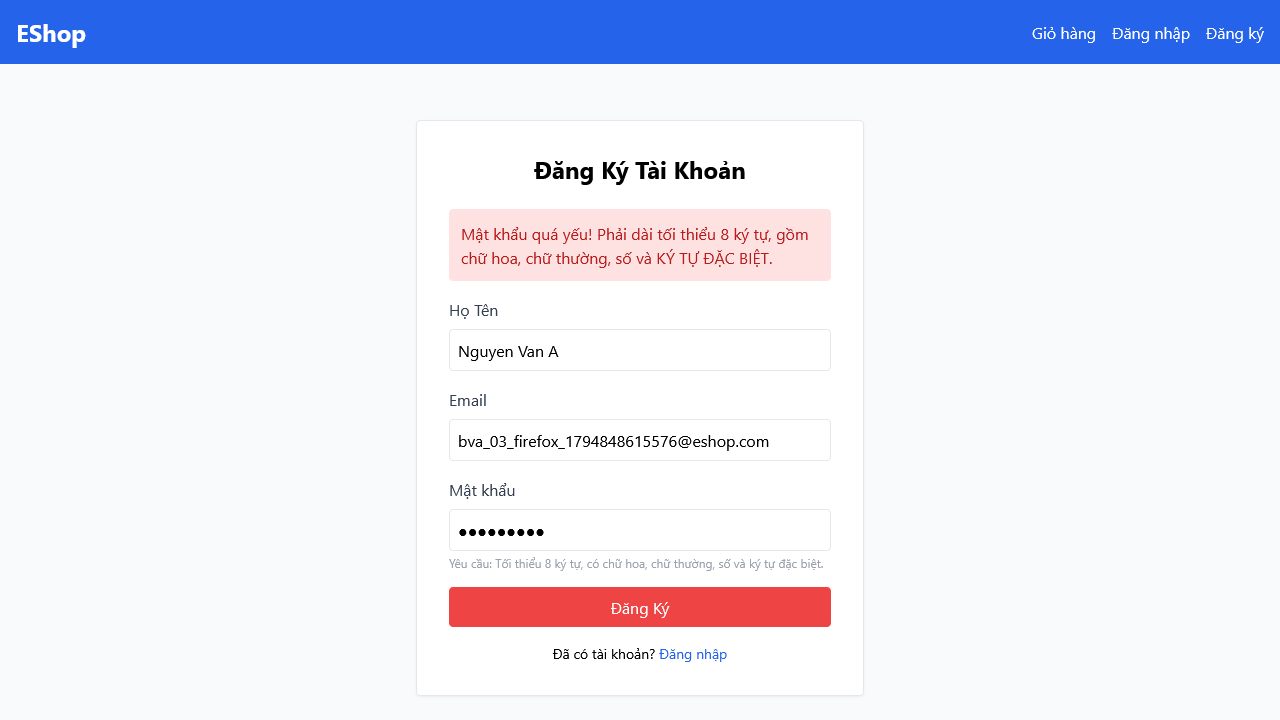 EShop
Giỏ hàng Đăng nhập Đăng ký
Đăng Ký Tài Khoản
Mật khẩu quá yếu! Phải dài tối thiểu 8 ký tự, gồm
chữ hoa, chữ thường, số và KÝ TỰ ĐẶC BIỆT.
Họ Tên
Nguyen Van A
Email
bva_03_firefox_1794848615576@eshop.com
Mật khẩu
●●●●●●●●●
Yêu cầu: Tối thiểu 8 ký tự, có chữ hoa, chữ thường, số và ký tự đặc biệt.
Đăng Ký
Đã có tài khoản? Đăng nhập